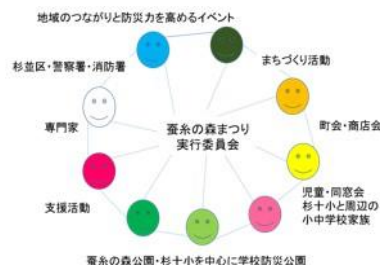 地域のつながりと防災力を高めるイベント
杉並区・警察署・消防署
まちづくり活動
専門家
蚕糸の森まつり
実行委員会
町会・商店会
児童・同窓会
杉十小と周辺の
小中学校家族
支援活動
蚕糸の森公園・杉十小を中心に学校防災公園